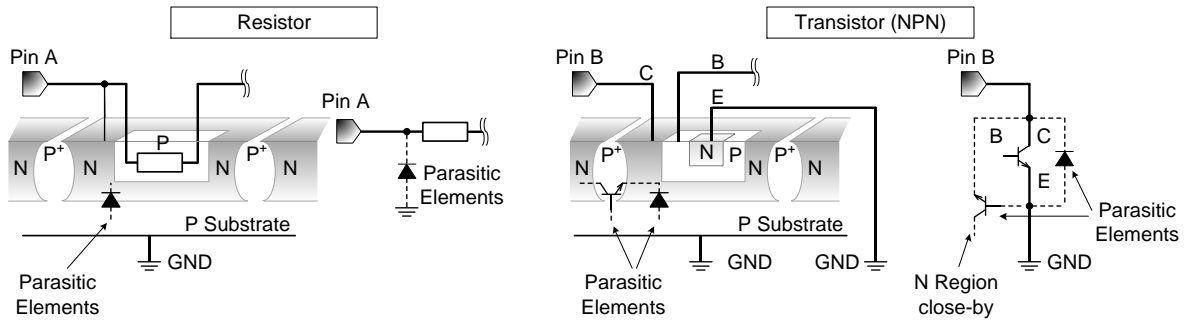 Resistor
Transistor (NPN)
Pin A
Pin A
N
P+
N
P
P+
N
Parasitic
Elements
P Substrate
GND
Parasitic
Elements
Pin B
C
B
E
N
P+
N
N
P
P+
N
P Substrate
GND
GND
Parasitic
Elements
Pin B
B
C
E
Parasitic
Elements
GND
N Region
close-by